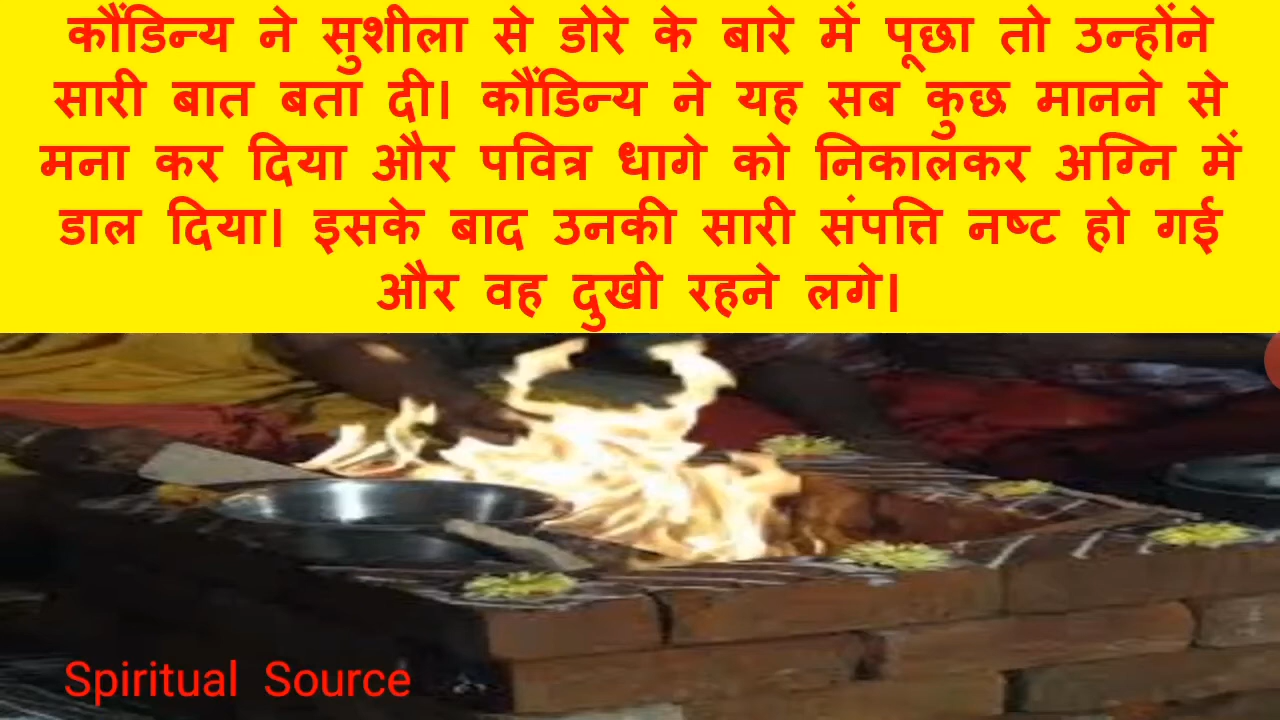 कौंडिन्य ने सुशीला से डोरे के बारे में पूछा तो उन्होंने
सारी बात बता दी। कौंडिन्य ने यह सब कुछ मानने से
मना कर दिया और पवित्र धागे को निकालकर अग्नि में
डाल दिया। इसके बाद उनकी सारी संपत्ति नष्ट हो गई
और वह दुखी रहने लगे।
Spiritual Source